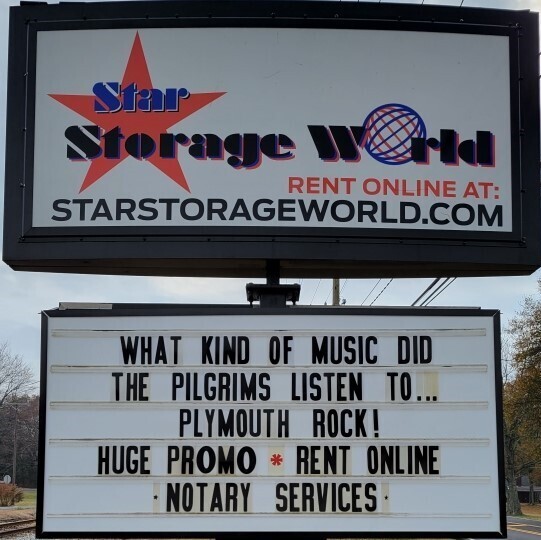 Star
Storage World
RENT ONLINE AT:
STARSTORAGEWORLD.COM
WHAT KIND OF MUSIC DID
THE PILGRIMS LISTEN TO...
PLYMOUTH ROCK!
HUGE PROMO * RENT ONLINE
· NOTARY SERVICES ·